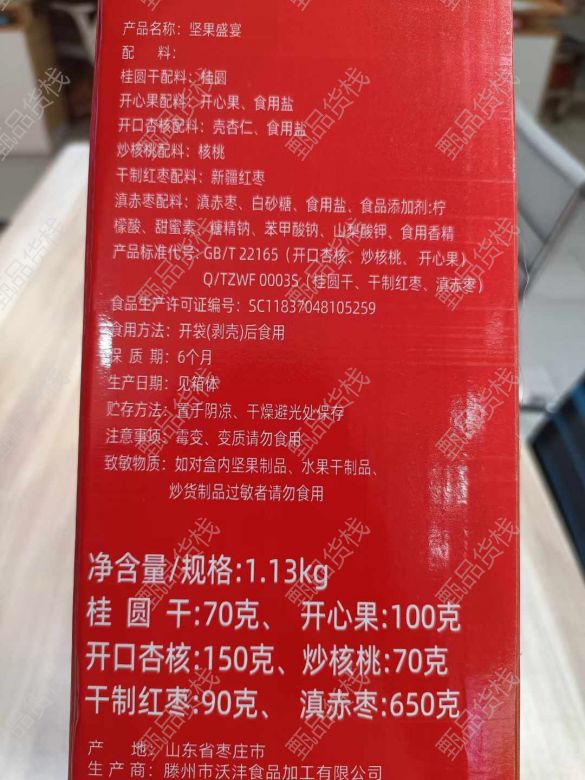 产品名称：坚果盛宴
配 料：
桂圆干配料：桂圆
开心果配料：开心果、食用盐
开口杏核配料：壳杏仁、食用盐
炒核桃配料：核桃
干制红枣配料：新疆红枣
滇赤枣配料：滇赤枣、白砂糖、食用盐、食品添加剂:柠
檬酸、甜蜜素、糖精钠、苯甲酸钠、山梨酸钾、食用香精
产品标准代号：GB/T 22165（开口杏核、炒核桃、开心果）
Q/TZWF 0003S（桂圆干、干制红枣、滇赤枣）
食品生产许可证编号：SC11837048105259
食用方法：开袋(剥壳)后食用
保 质 期：6个月
生产日期：见箱体
贮存方法：置于阴凉、干燥避光处保存
注意事项：霉变、变质请勿食用
致敏物质：如对盒内坚果制品、水果干制品、
炒货制品过敏者请勿食用
净含量/规格:1.13kg
桂 圆 干:70克、 开心果:100克
开口杏核:150克、炒核桃:70克
干制红枣:90克、 滇赤枣:650克
产 地：山东省枣庄市
生 产 商：滕州市沃沣食品加工有限公司
甄品货栈